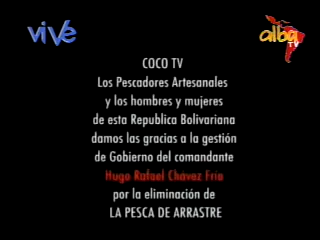 vive
alba
TV
COCO TV
Los Pescadores Artesanales
y los hombres y mujeres
de esta Republica Bolivariana
damos las gracias a la gestión
de Gobierno del comandante
Hugo Rafael Chávez Fría
por la eliminación de
LA PESCA DE ARRASTRE